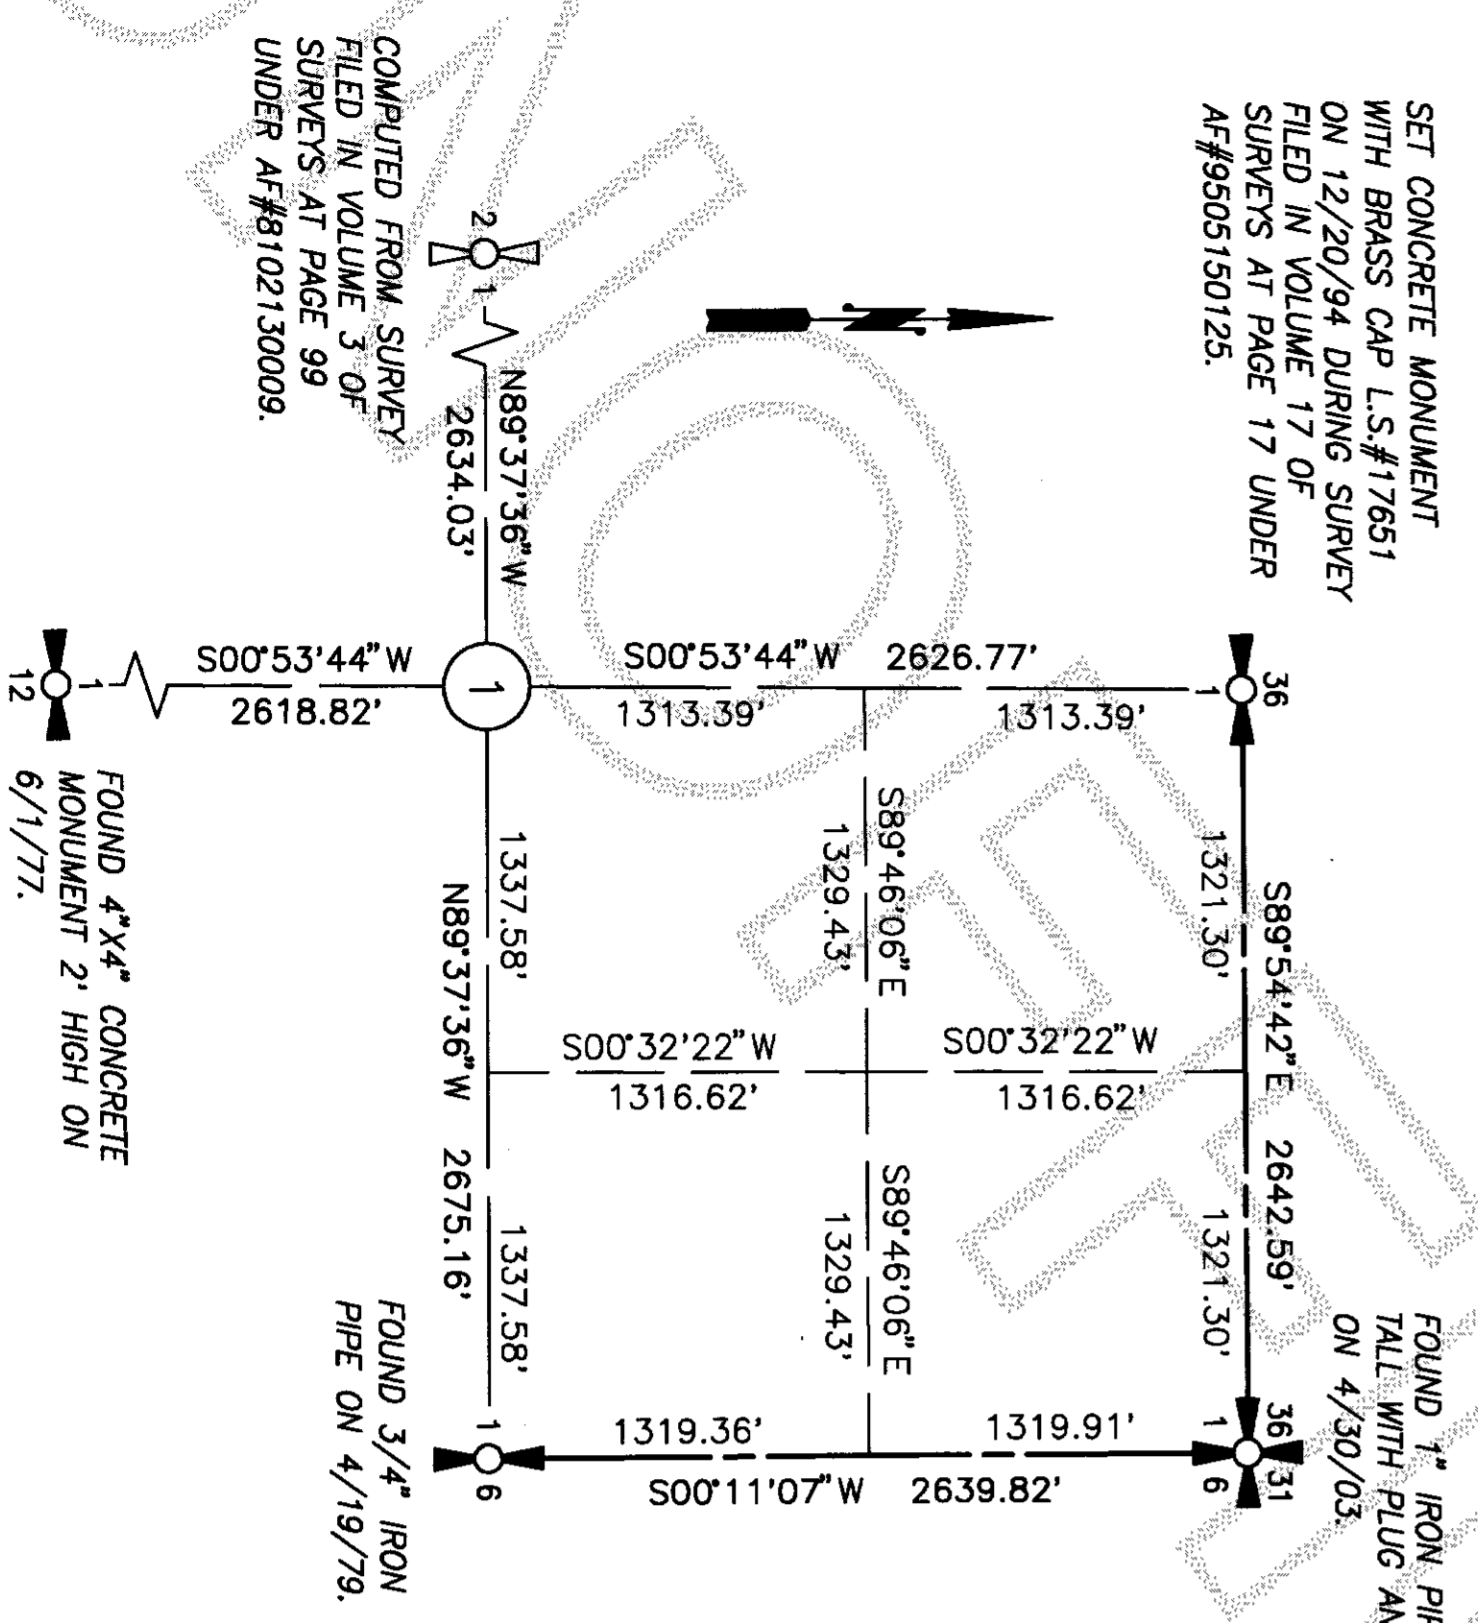 SET CONCRETE MONUMENT
WITH BRASS CAP L.S.#17651
ON 12/20/94 DURING SURVEY
FILED IN VOLUME 17 OF
SURVEYS AT PAGE 17 UNDER
AF#9505150125.
FOUND 1" IRON
TALL WITH PLUG
ON 4/30/03.
36
1
36
31
1
6
S89°54'42"E 2642.59'
1321.30'
1321.30'
S00°53'44"W 2626.77'
1313.39'
1313.39'
S00°32'22"W
1316.62'
S00°32'22"W
1316.62'
1319.36'
1319.91'
S00°11'07"W 2639.82'
S89°46'06"E
1329.43'
S89°46'06"E
1329.43'
COMPUTED FROM SURVEY
FILED IN VOLUME 3 OF
SURVEYS AT PAGE 99
UNDER AF#8102130009.
2
1
N89°37'36"W
2634.03'
1
1337.58'
1337.58'
N89°37'36"W 2675.16'
1
6
FOUND 3/4" IRON
PIPE ON 4/19/79.
S00°53'44"W
2618.82'
1
12
FOUND 4"X4" CONCRETE
MONUMENT 2' HIGH ON
6/1/77.